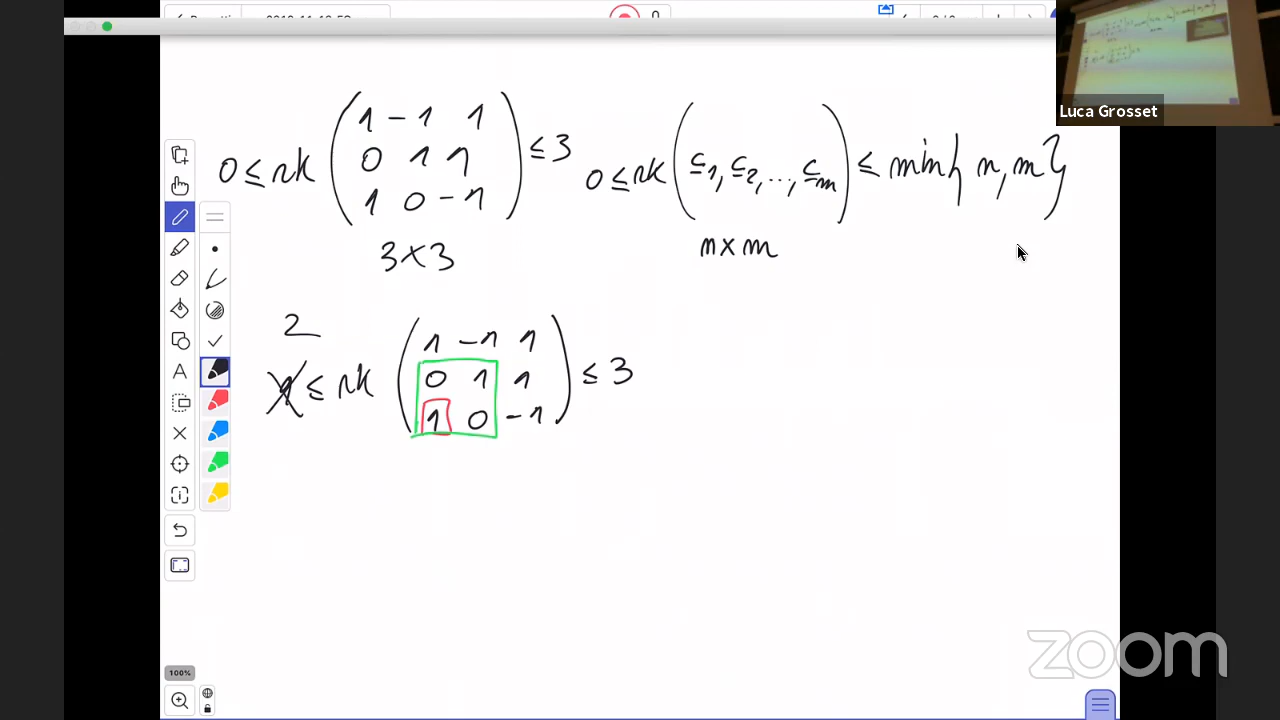 Luca Grosset
0 ≤ rk ( 1 -1 1 ) ≤ 3
0 1 1
1 0 -1
3×3
0 ≤ rk ( c1, c2, ..., cm ) ≤ min{ n, m }
n×m
2
1 ≤ rk ( 1 -1 1 ) ≤ 3
0 1 1
1 0 -1
100%
zoom